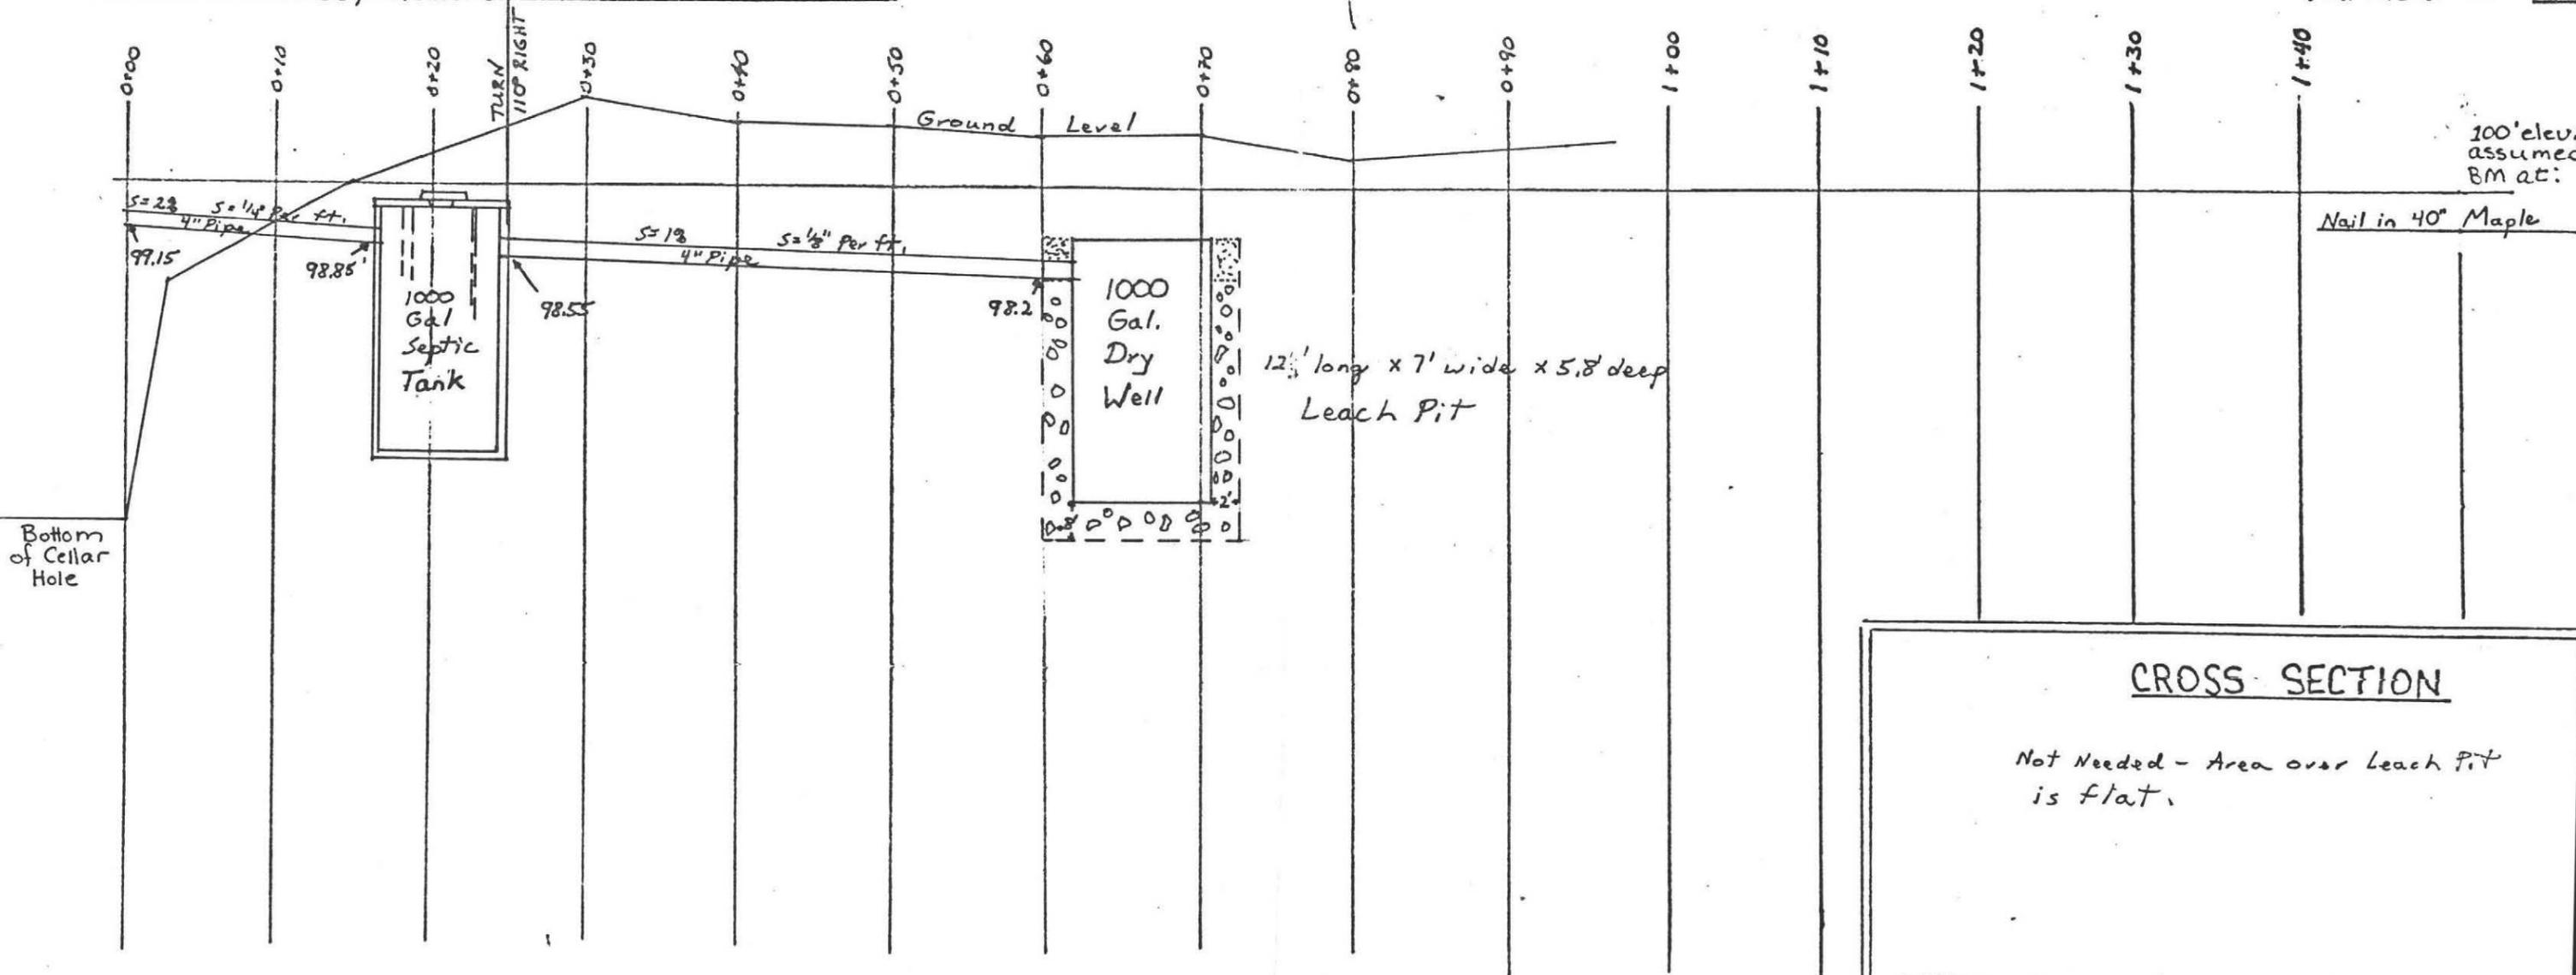 0+00
0+10
0+20
TURN
110° RIGHT
0+30
0+40
0+50
0+60
0+70
0+80
0+90
1+00
1+10
1+20
1+30
1+40
Ground Level
100' elev.
assumed
BM at:
Nail in 40" Maple
S=2% S=1/4" Per ft.
4" Pipe
99.15
98.85'
S=1% S=1/8" Per ft.
4" Pipe
98.55
98.2
1000
Gal
Septic
Tank
1000
Gal.
Dry
Well
long x 7' wide x 5.8' deep
Leach Pit
2'
.8'
Bottom
of Cellar
Hole
CROSS SECTION
Not Needed - Area over Leach Pit
is flat.